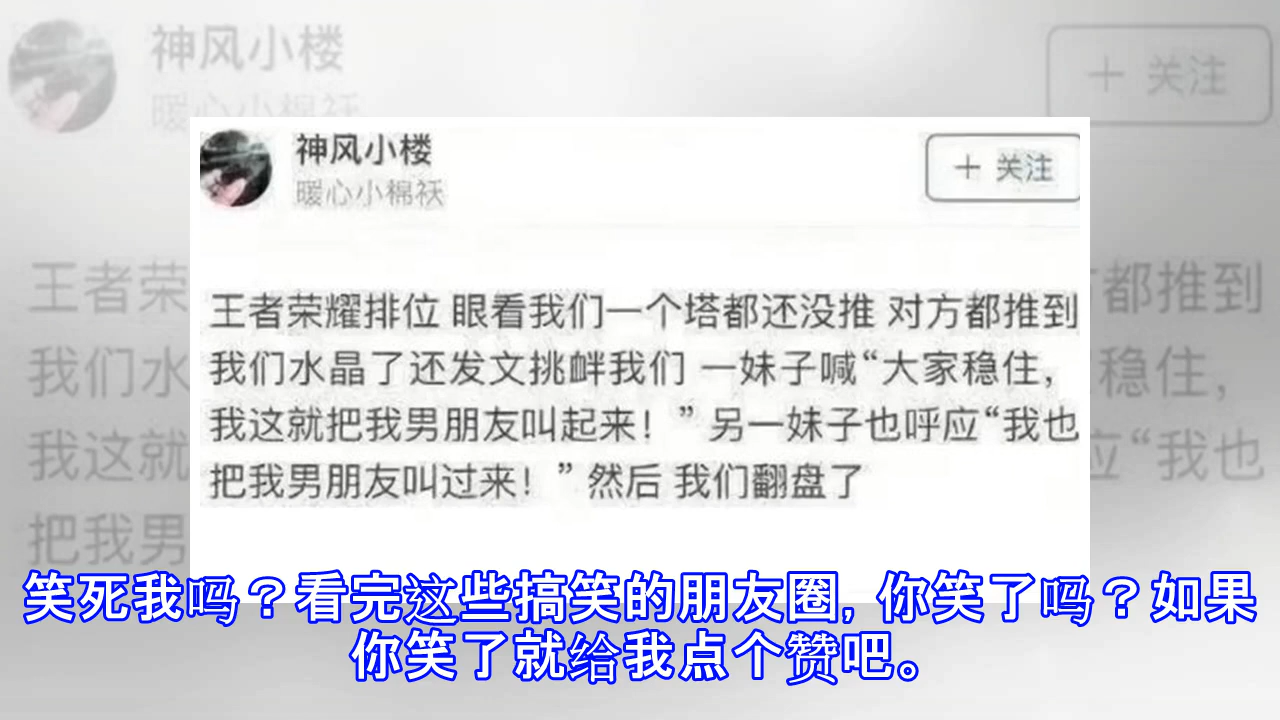 神风小楼
暖心小棉袄
+ 关注
王者荣耀排位 眼看我们一个塔都还没推 对方都推到
我们水晶了还发文挑衅我们 一妹子喊“大家稳住，
我这就把我男朋友叫起来！” 另一妹子也呼应“我也
把我男朋友叫过来！” 然后 我们翻盘了
笑死我吗？看完这些搞笑的朋友圈，你笑了吗？如果
你笑了就给我点个赞吧。